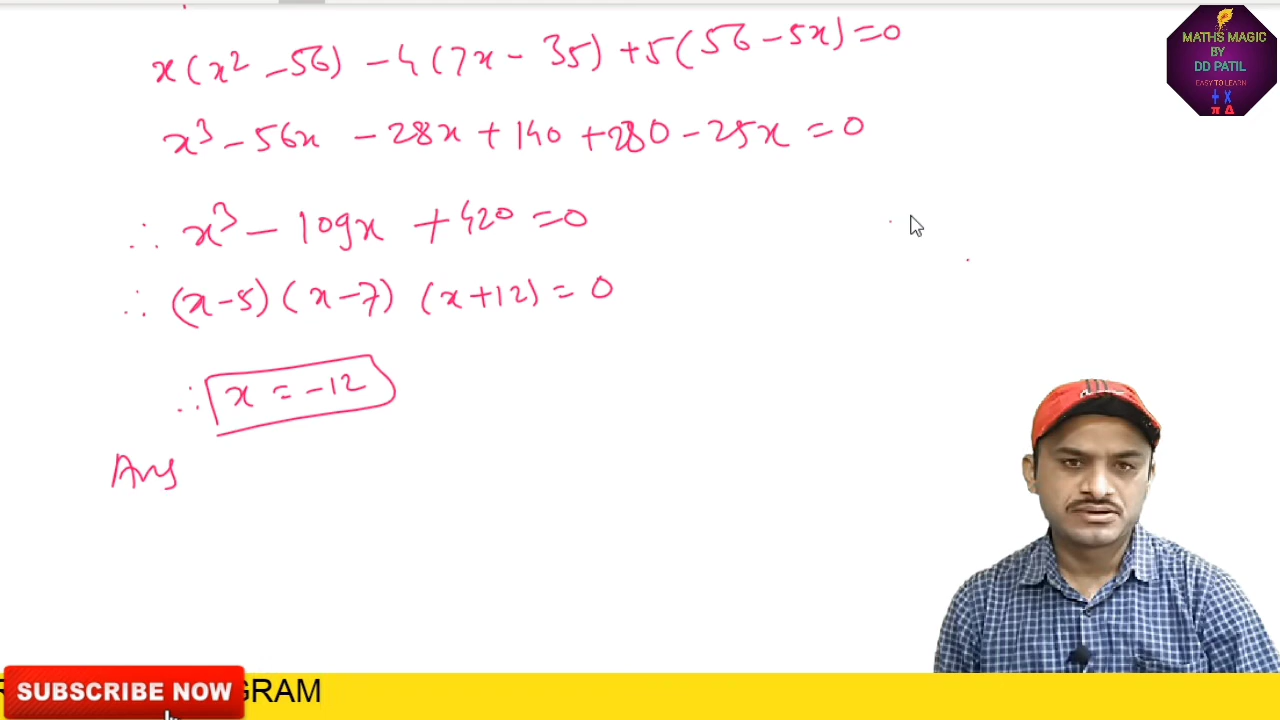 x(x² - 56) - 4(7x - 35) + 5(56 - 5x) = 0
x³ - 56x - 28x + 140 + 280 - 25x = 0
∴ x³ - 109x + 420 = 0
∴ (x-5)(x-7)(x+12) = 0
∴ x = -12
Ans
MATHS MAGIC
BY
DD PATIL
EASY TO LEARN
+ X
π Δ
SUBSCRIBE NOW
GRAM